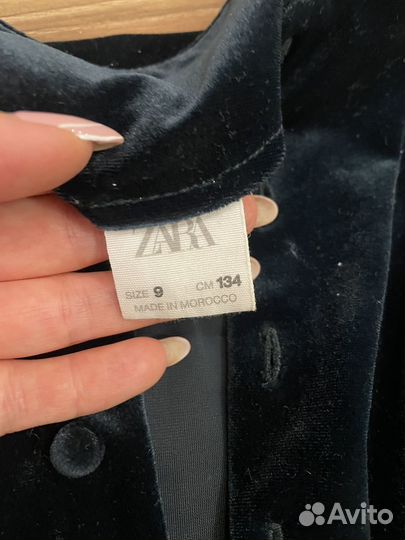 ZARA
SIZE 9 CM 134
MADE IN MOROCCO
Avito